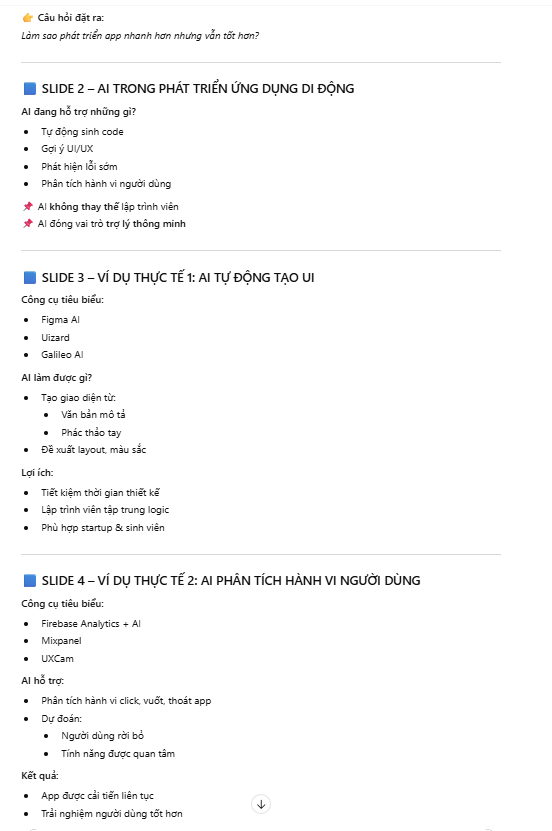 👉 Câu hỏi đặt ra:
Làm sao phát triển app nhanh hơn nhưng vẫn tốt hơn?
SLIDE 2 – AI TRONG PHÁT TRIỂN ỨNG DỤNG DI ĐỘNG
AI đang hỗ trợ những gì?
• Tự động sinh code
• Gợi ý UI/UX
• Phát hiện lỗi sớm
• Phân tích hành vi người dùng
📌 AI không thay thế lập trình viên
📌 AI đóng vai trò trợ lý thông minh
SLIDE 3 – VÍ DỤ THỰC TẾ 1: AI TỰ ĐỘNG TẠO UI
Công cụ tiêu biểu:
• Figma AI
• Uizard
• Galileo AI
AI làm được gì?
• Tạo giao diện từ:
• Văn bản mô tả
• Phác thảo tay
• Đề xuất layout, màu sắc
Lợi ích:
• Tiết kiệm thời gian thiết kế
• Lập trình viên tập trung logic
• Phù hợp startup & sinh viên
SLIDE 4 – VÍ DỤ THỰC TẾ 2: AI PHÂN TÍCH HÀNH VI NGƯỜI DÙNG
Công cụ tiêu biểu:
• Firebase Analytics + AI
• Mixpanel
• UXCam
AI hỗ trợ:
• Phân tích hành vi click, vuốt, thoát app
• Dự đoán:
• Người dùng rời bỏ
• Tính năng được quan tâm
Kết quả:
• App được cải tiến liên tục
• Trải nghiệm người dùng tốt hơn